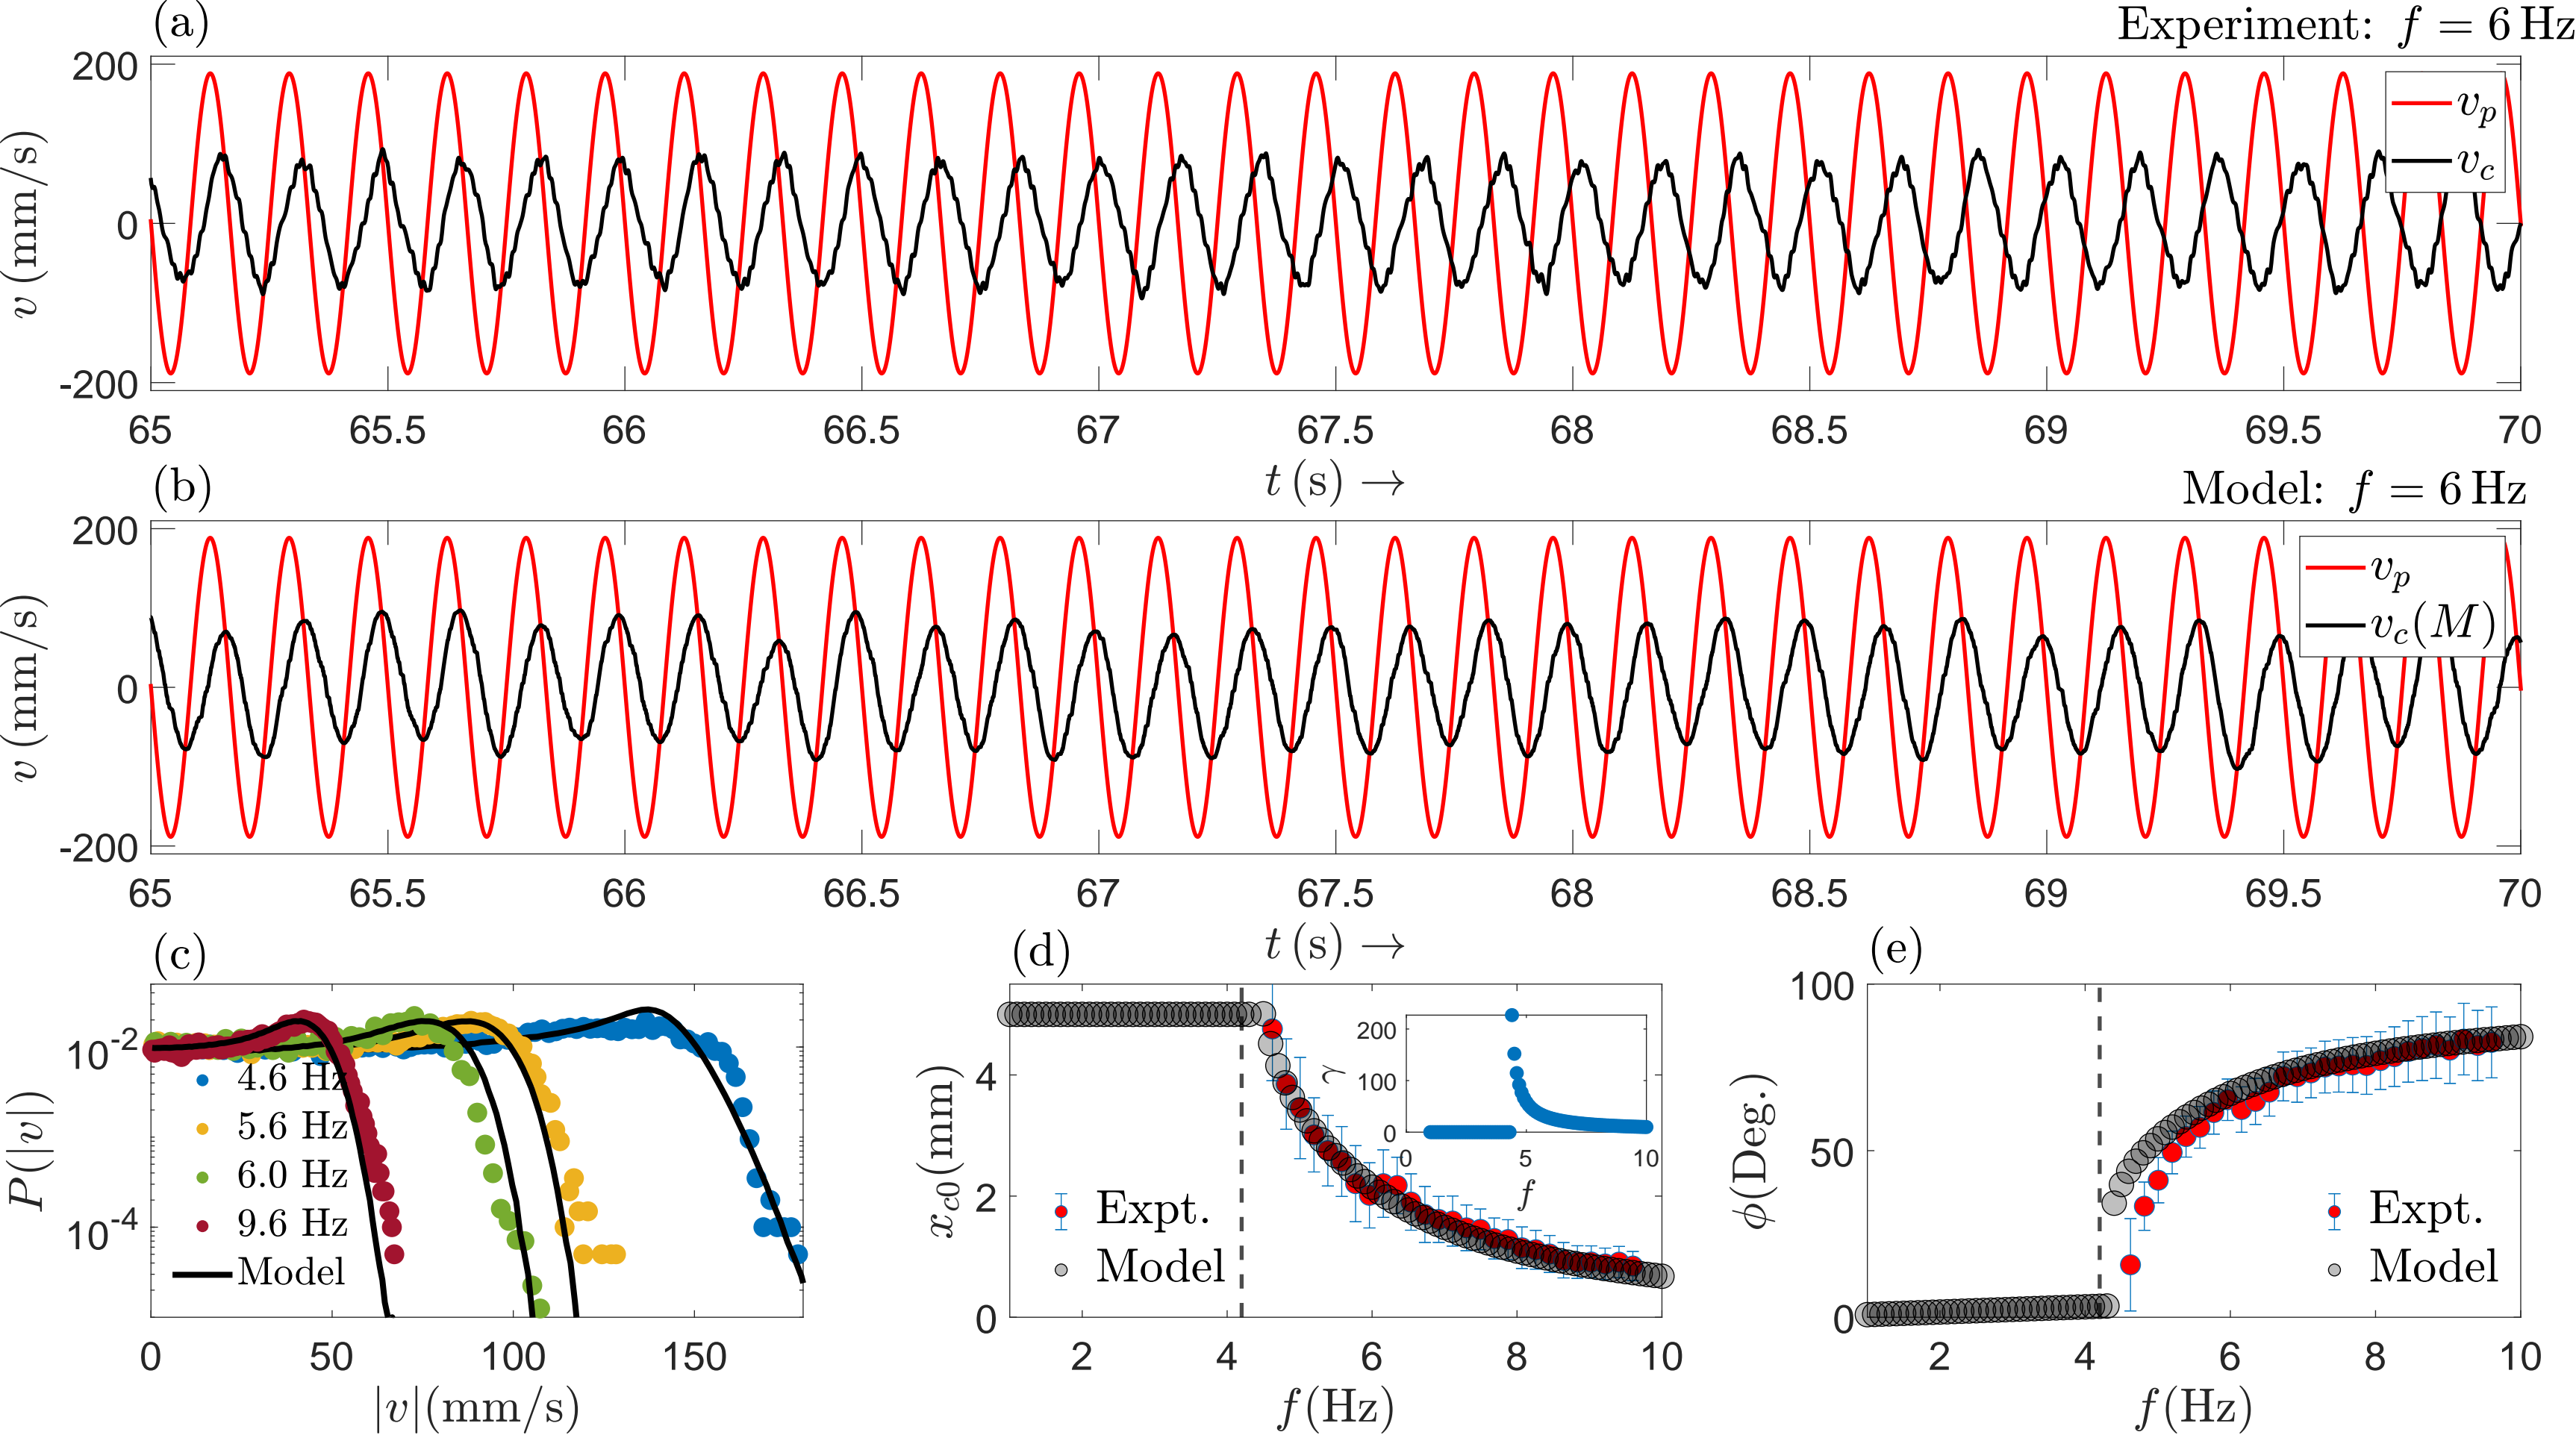 (a) Experiment: f = 6 Hz
200
0
-200
v (mm/s)
v_p
v_c
65 65.5 66 66.5 67 67.5 68 68.5 69 69.5 70
t (s) →
(b) Model: f = 6 Hz
200
0
-200
v (mm/s)
v_p
v_c(M)
65 65.5 66 66.5 67 67.5 68 68.5 69 69.5 70
t (s) →
(c)
10^-2
10^-4
P(|v|)
4.6 Hz
5.6 Hz
6.0 Hz
9.6 Hz
Model
0 50 100 150
|v|(mm/s)
(d)
4
2
0
x_c0(mm)
200
100
0
γ
0 5 10
f
Expt.
Model
2 4 6 8 10
f(Hz)
(e)
100
50
0
ϕ(Deg.)
Expt.
Model
2 4 6 8 10
f(Hz)